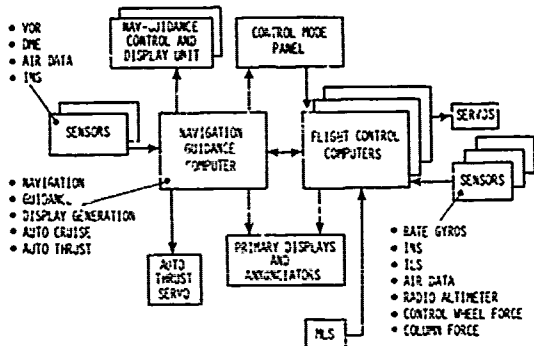 • VOR
• DME
• AIR DATA
• INS
NAV-GUIDANCE
CONTROL AND
DISPLAY UNIT
CONTROL MODE
PANEL
SENSORS
NAVIGATION
GUIDANCE
COMPUTER
FLIGHT CONTROL
COMPUTERS
SERVOS
SENSORS
• NAVIGATION
• GUIDANCE
• DISPLAY GENERATION
• AUTO CRUISE
• AUTO THRUST
AUTO
THRUST
SERVO
PRIMARY DISPLAYS
AND
ANNUNCIATORS
MLS
• RATE GYROS
• INS
• ILS
• AIR DATA
• RADIO ALTIMETER
• CONTROL WHEEL FORCE
• COLUMN FORCE